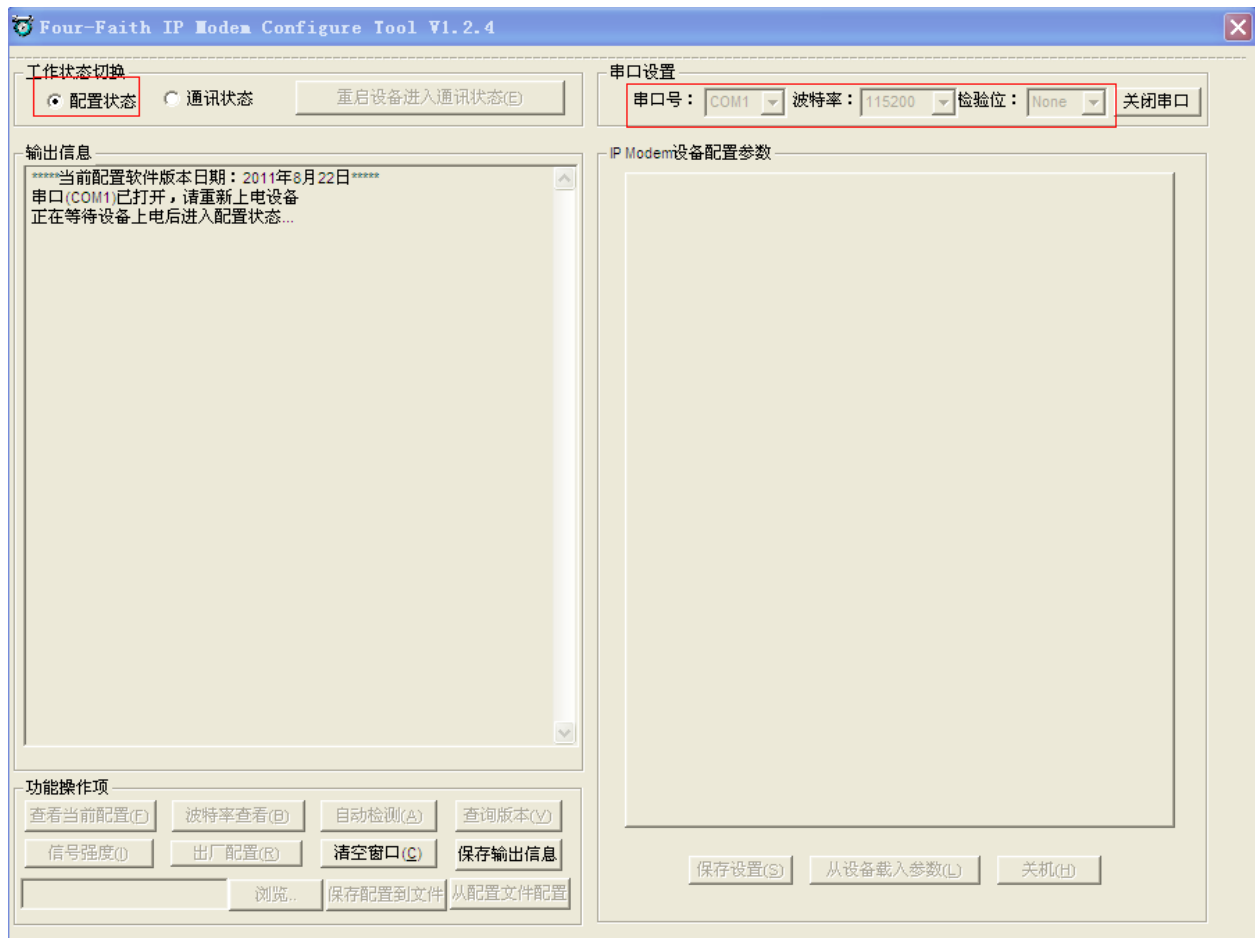 Four-Faith IP Modem Configure Tool V1.2.4
工作状态切换
配置状态 通讯状态 重启设备进入通讯状态(E)
串口设置
串口号： COM1 波特率： 115200 检验位： None 关闭串口
输出信息
*****当前配置软件版本日期：2011年8月22日*****
串口(COM1)已打开，请重新上电设备
正在等待设备上电后进入配置状态...
IP Modem设备配置参数
功能操作项
查看当前配置(F) 波特率查看(B) 自动检测(A) 查询版本(V)
信号强度(I) 出厂配置(R) 清空窗口(C) 保存输出信息
浏览.. 保存配置到文件 从配置文件配置
保存设置(S) 从设备载入参数(L) 关机(H)